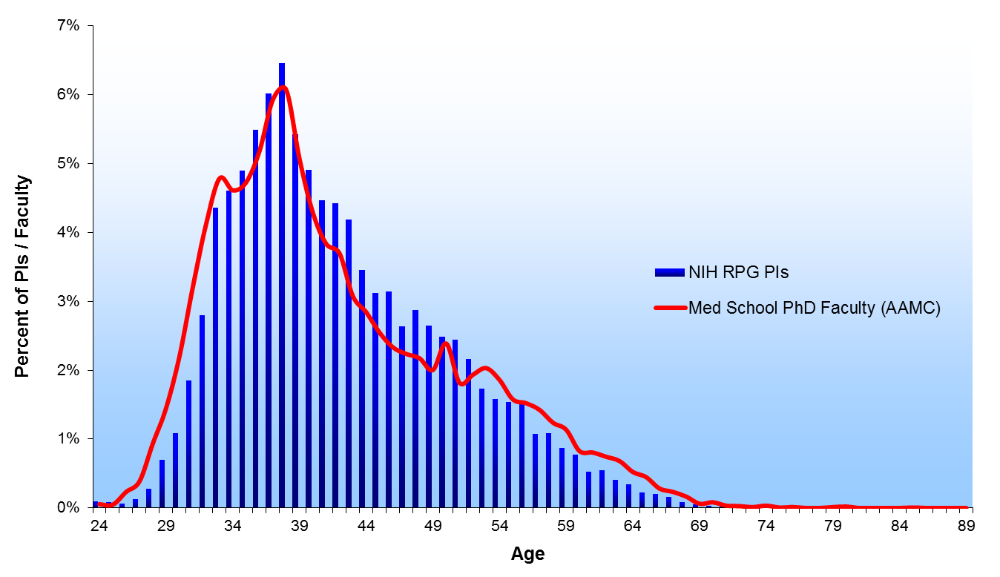 7%
6%
5%
4%
3%
2%
1%
0%
Percent of PIs / Faculty
NIH RPG PIs
Med School PhD Faculty (AAMC)
24 29 34 39 44 49 54 59 64 69 74 79 84 89
Age